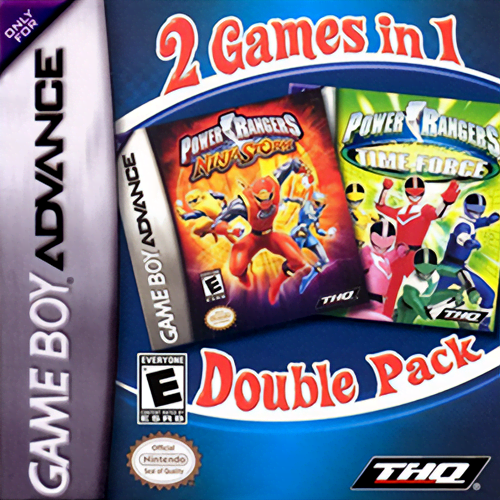 ONLY
FOR
GAME BOY ADVANCE
2 Games in 1
POWER RANGERS
NINJA STORM
GAME BOY ADVANCE
E
ESRB
THQ
POWER RANGERS
TIME FORCE
THQ
EVERYONE
E
CONTENT RATED BY
ESRB
Double Pack
Official
Nintendo
Seal of Quality
THQ